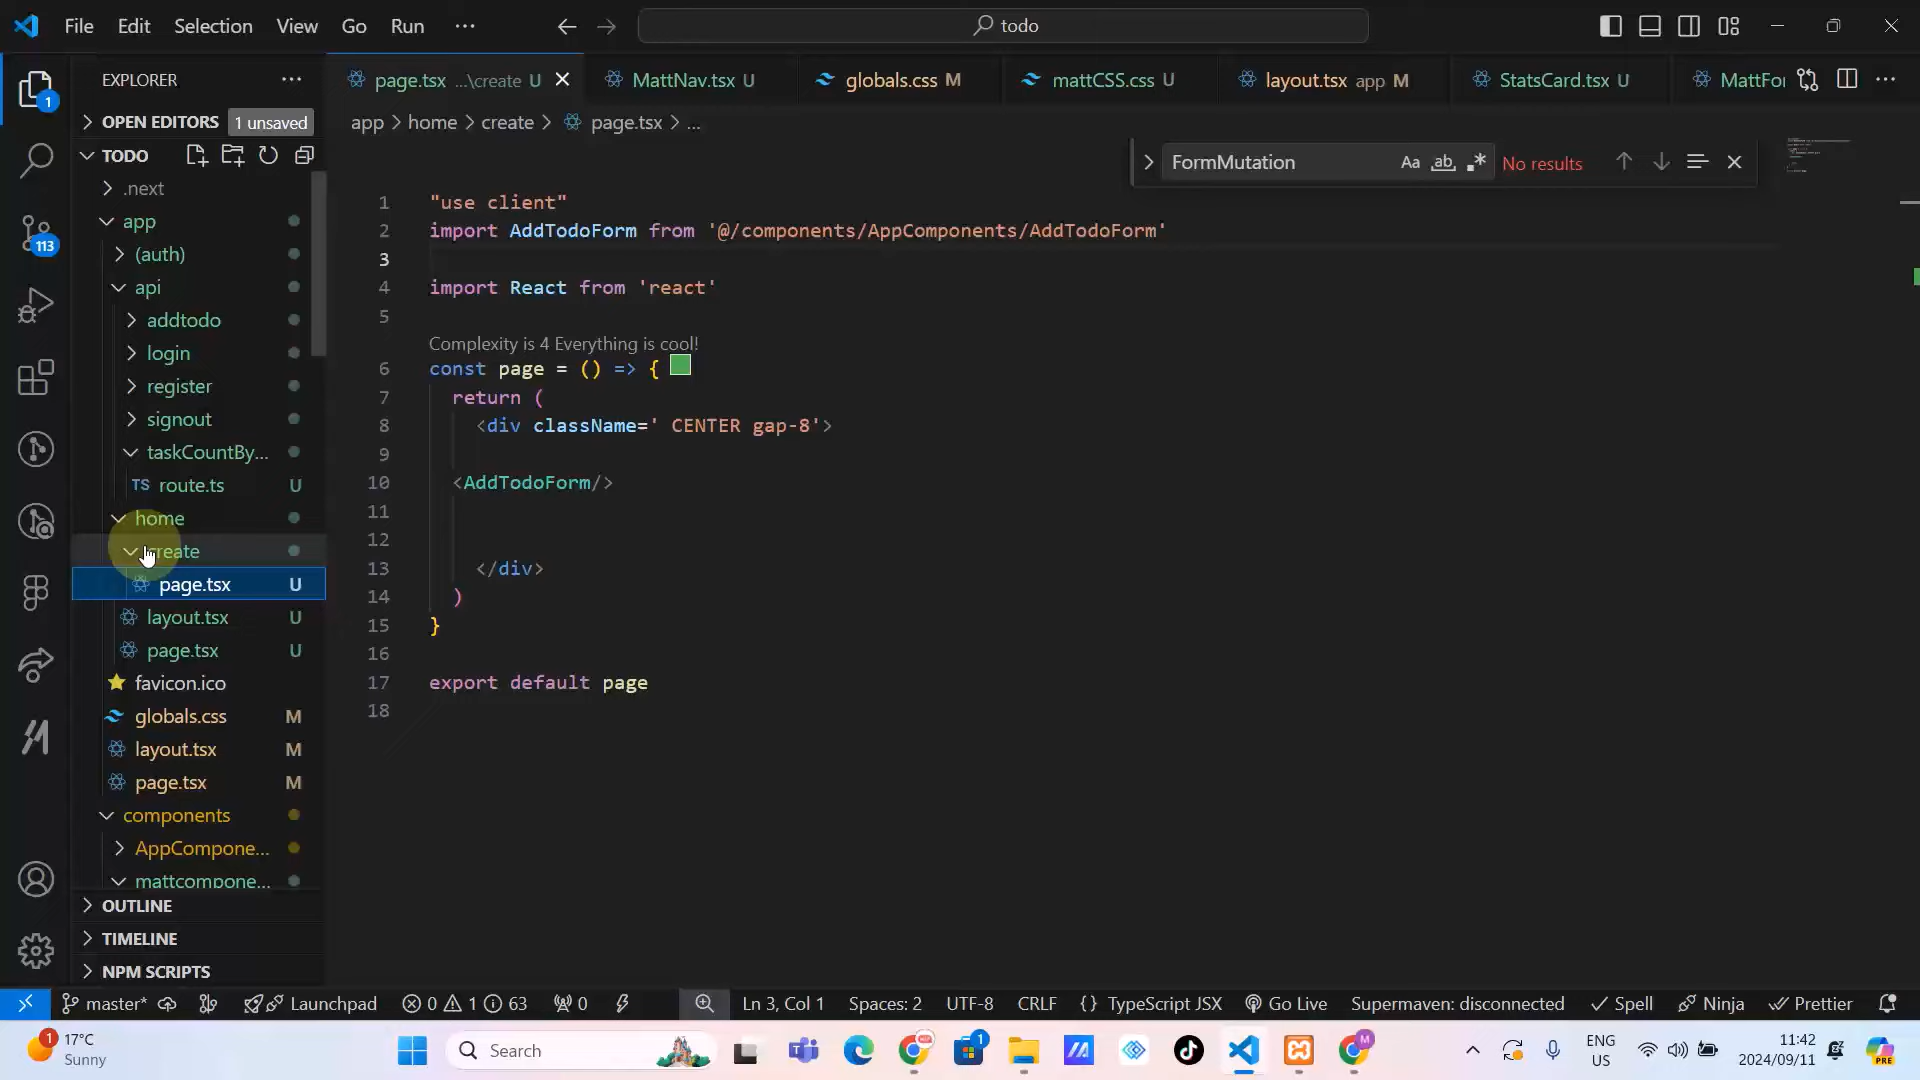 File Edit Selection View Go Run ··· todo
EXPLORER ···
OPEN EDITORS 1 unsaved
TODO
.next
app
(auth)
api
addtodo
login
register
signout
taskCountBy...
TS route.ts U
home
create
page.tsx U
layout.tsx U
page.tsx U
favicon.ico
globals.css M
layout.tsx M
page.tsx M
components
AppCompone...
mattcompone...
OUTLINE
TIMELINE
NPM SCRIPTS
1
113
page.tsx ...\create U MattNav.tsx U globals.css M mattCSS.css U layout.tsx app M StatsCard.tsx U MattFor ···
app > home > create > page.tsx > ...
FormMutation Aa ab .* No results
1 "use client"
2 import AddTodoForm from '@/components/AppComponents/AddTodoForm'
3
4 import React from 'react'
5
Complexity is 4 Everything is cool!
6 const page = () => {
7 return (
8 <div className=' CENTER gap-8'>
9
10 <AddTodoForm/>
11
12
13 </div>
14 )
15 }
16
17 export default page
18
master* Launchpad 0 1 63 0 Ln 3, Col 1 Spaces: 2 UTF-8 CRLF {} TypeScript JSX Go Live Supermaven: disconnected Spell Ninja Prettier
1 17°C
Sunny
Search
1
M
ENG
US
11:42
2024/09/11
PRE